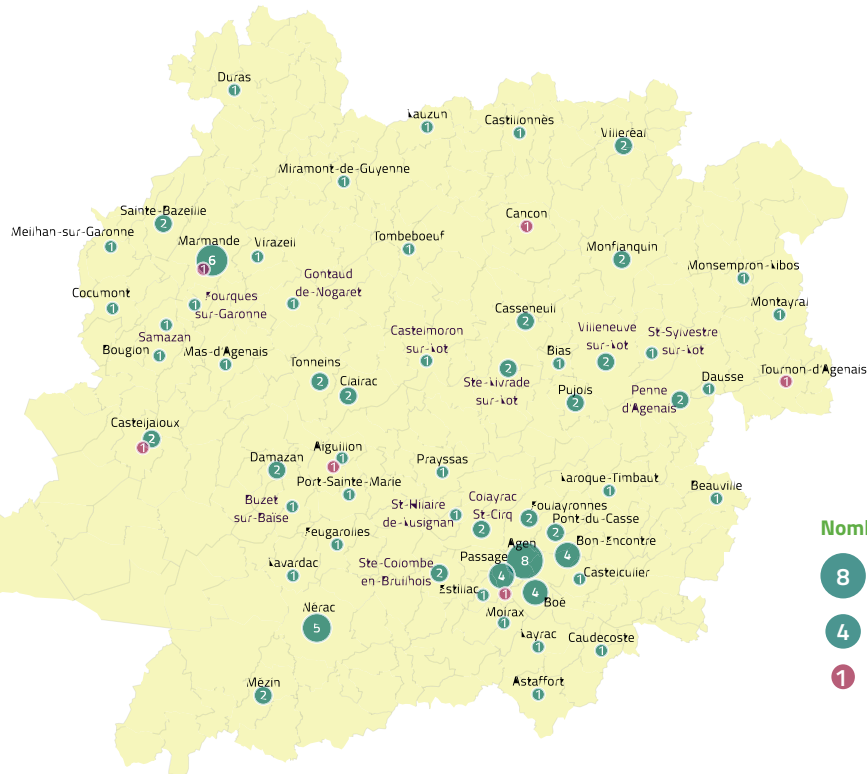 Duras
1
Lauzun
1
Castillonnès
1
Villeréal
2
Miramont-de-Guyenne
1
Sainte-Bazeille
2
Cancon
1
Meilhan-sur-Garonne
1
Marmande
6
1
Virazeil
1
Tombeboeuf
1
Monflanquin
2
Monsempron-Libos
1
Gontaud
de-Nogaret
1
Cocumont
1
Fourques
sur-Garonne
1
Montayral
1
Casseneuil
2
Samazan
1
Castelmoron
sur-Lot
1
Villeneuve
sur-Lot
2
St-Sylvestre
sur-Lot
1
Bouglon
1
Mas-d'Agenais
1
Bias
1
Tonneins
2
Clairac
2
Ste-Livrade
sur-Lot
2
Pujols
2
Penne
d'Agenais
2
Dausse
1
Tournon-d'Agenais
1
Casteljaloux
2
1
Aiguillon
1
1
Damazan
2
Prayssas
1
Port-Sainte-Marie
1
Laroque-Timbaut
1
Beauville
1
Buzet
sur-Baïse
1
St-Hilaire
de-Lusignan
1
Colayrac
St-Cirq
2
Foulayronnes
2
Pont-du-Casse
2
Feugarolles
1
Agen
8
Bon-Encontre
4
Passage
4
1
Lavardac
1
Ste-Colombe
en-Bruilhois
2
Castelculier
1
Estillac
1
Boé
4
Nérac
5
Moirax
1
Layrac
1
Caudecoste
1
Mézin
2
Astaffort
1
Nom
8
4
1